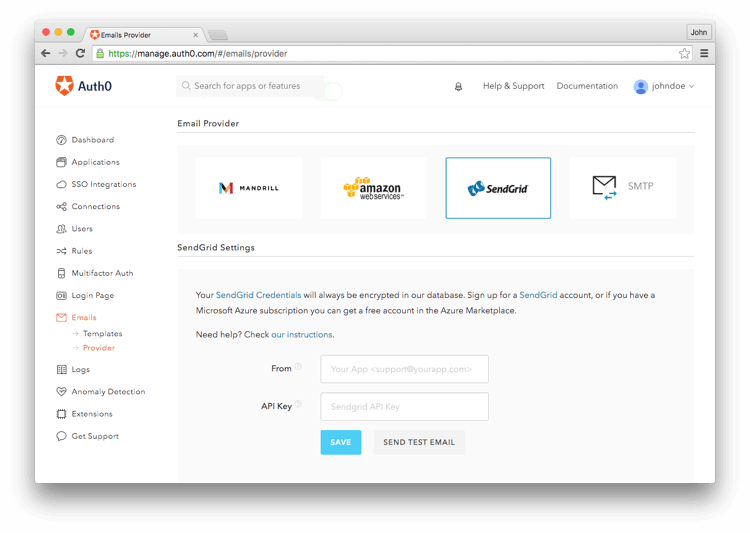 Emails Provider
John
https://manage.auth0.com/#/emails/provider
Auth0
Search for apps or features
Help & Support
Documentation
johndoe
Dashboard
Applications
SSO Integrations
Connections
Users
Rules
Multifactor Auth
Login Page
Emails
Templates
Provider
Logs
Anomaly Detection
Extensions
Get Support
Email Provider
MANDRILL
amazon
webservices™
SendGrid
SMTP
SendGrid Settings
Your SendGrid Credentials will always be encrypted in our database. Sign up for a SendGrid account, or if you have a
Microsoft Azure subscription you can get a free account in the Azure Marketplace.
Need help? Check our instructions.
From
Your App <support@yourapp.com>
API Key
Sendgrid API Key
SAVE
SEND TEST EMAIL